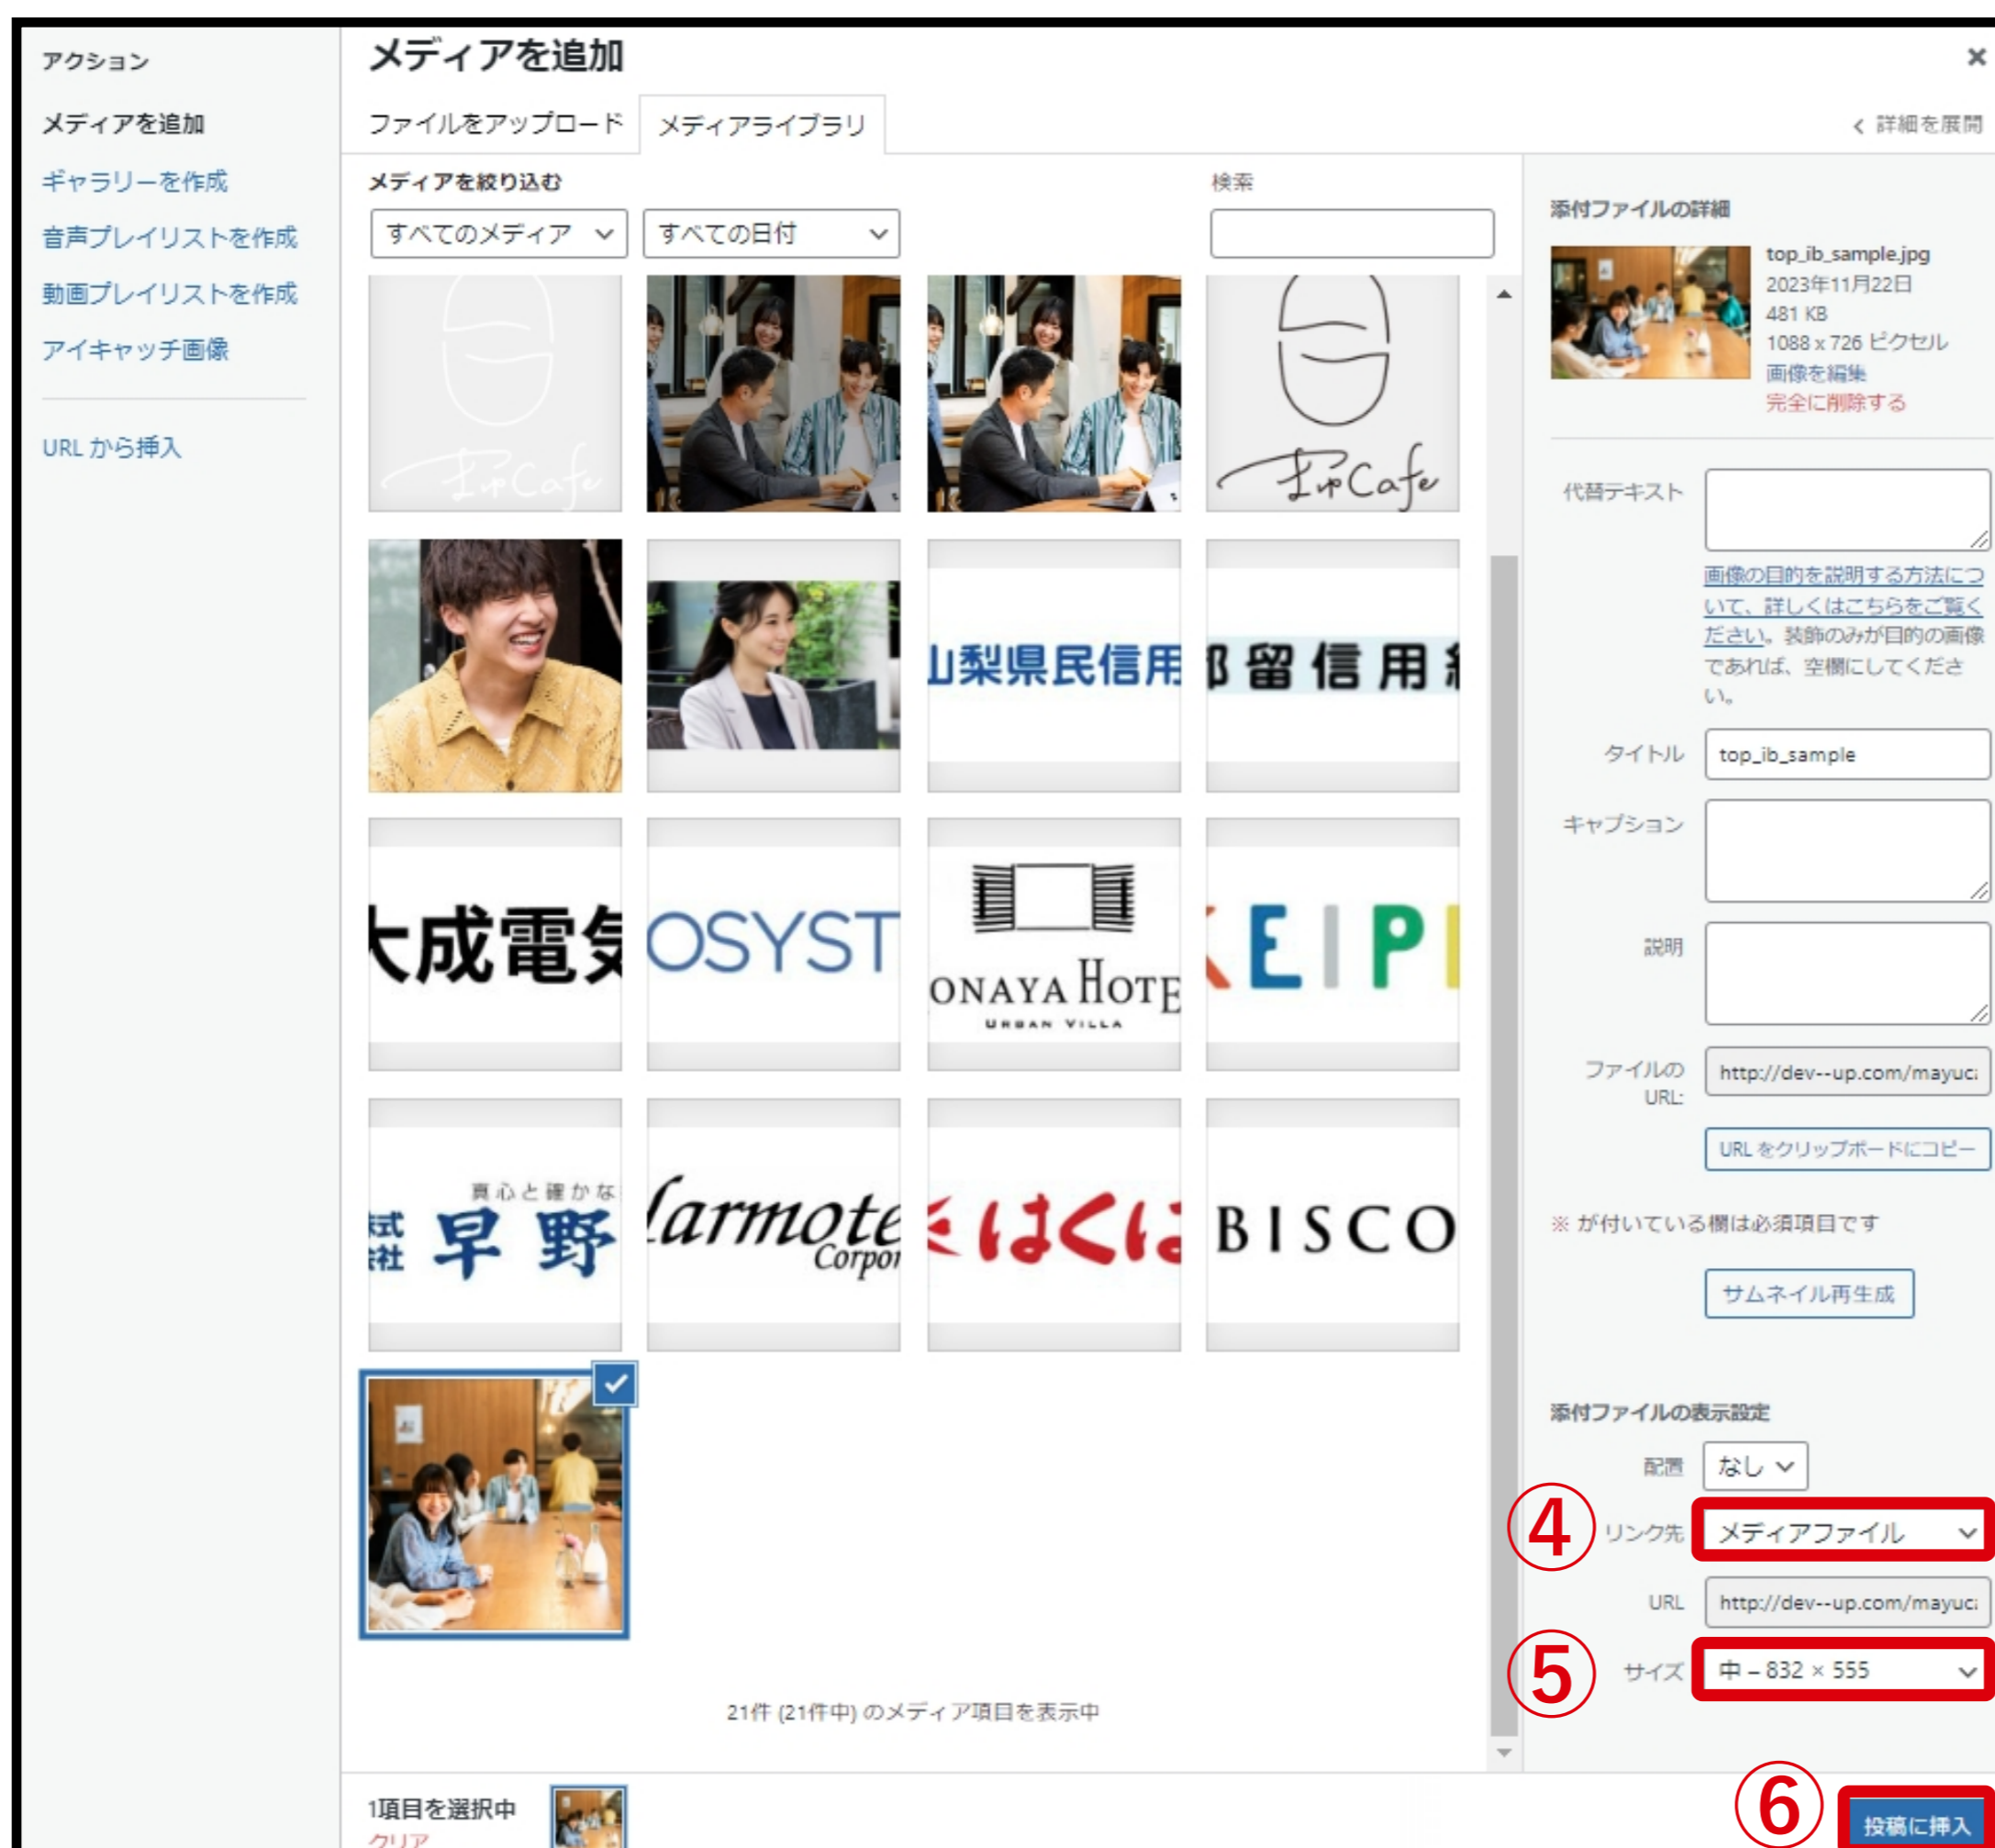 アクション
メディアを追加
ギャラリーを作成
音声プレイリストを作成
動画プレイリストを作成
アイキャッチ画像
URL から挿入
メディアを追加
ファイルをアップロード
メディアライブラリ
詳細を展開
メディアを絞り込む
すべてのメディア
すべての日付
検索
Cafe
Cafe
山梨県民信用
留信用
大成電気
OSYST
ONAYA HOTE
URBAN VILLA
KEIP
真心と確かな
株式
会社
早野
armote
Corpor
はくば
BISCO
21件 (21件中) のメディア項目を表示中
1項目を選択中
クリア
添付ファイルの詳細
top_ib_sample.jpg
2023年11月22日
481 KB
1088 x 726 ピクセル
画像を編集
完全に削除する
代替テキスト
画像の目的を説明する方法につ
いて、詳しくはこちらをご覧く
ださい。装飾のみが目的の画像
であれば、空欄にしてくださ
い。
タイトル
top_ib_sample
キャプション
説明
ファイルの
URL:
http://dev--up.com/mayuc
URL をクリップボードにコピー
※ が付いている欄は必須項目です
サムネイル再生成
添付ファイルの表示設定
配置
なし
④
リンク先
メディアファイル
URL
http://dev--up.com/mayuc
⑤
サイズ
中 – 832 × 555
⑥
投稿に挿入